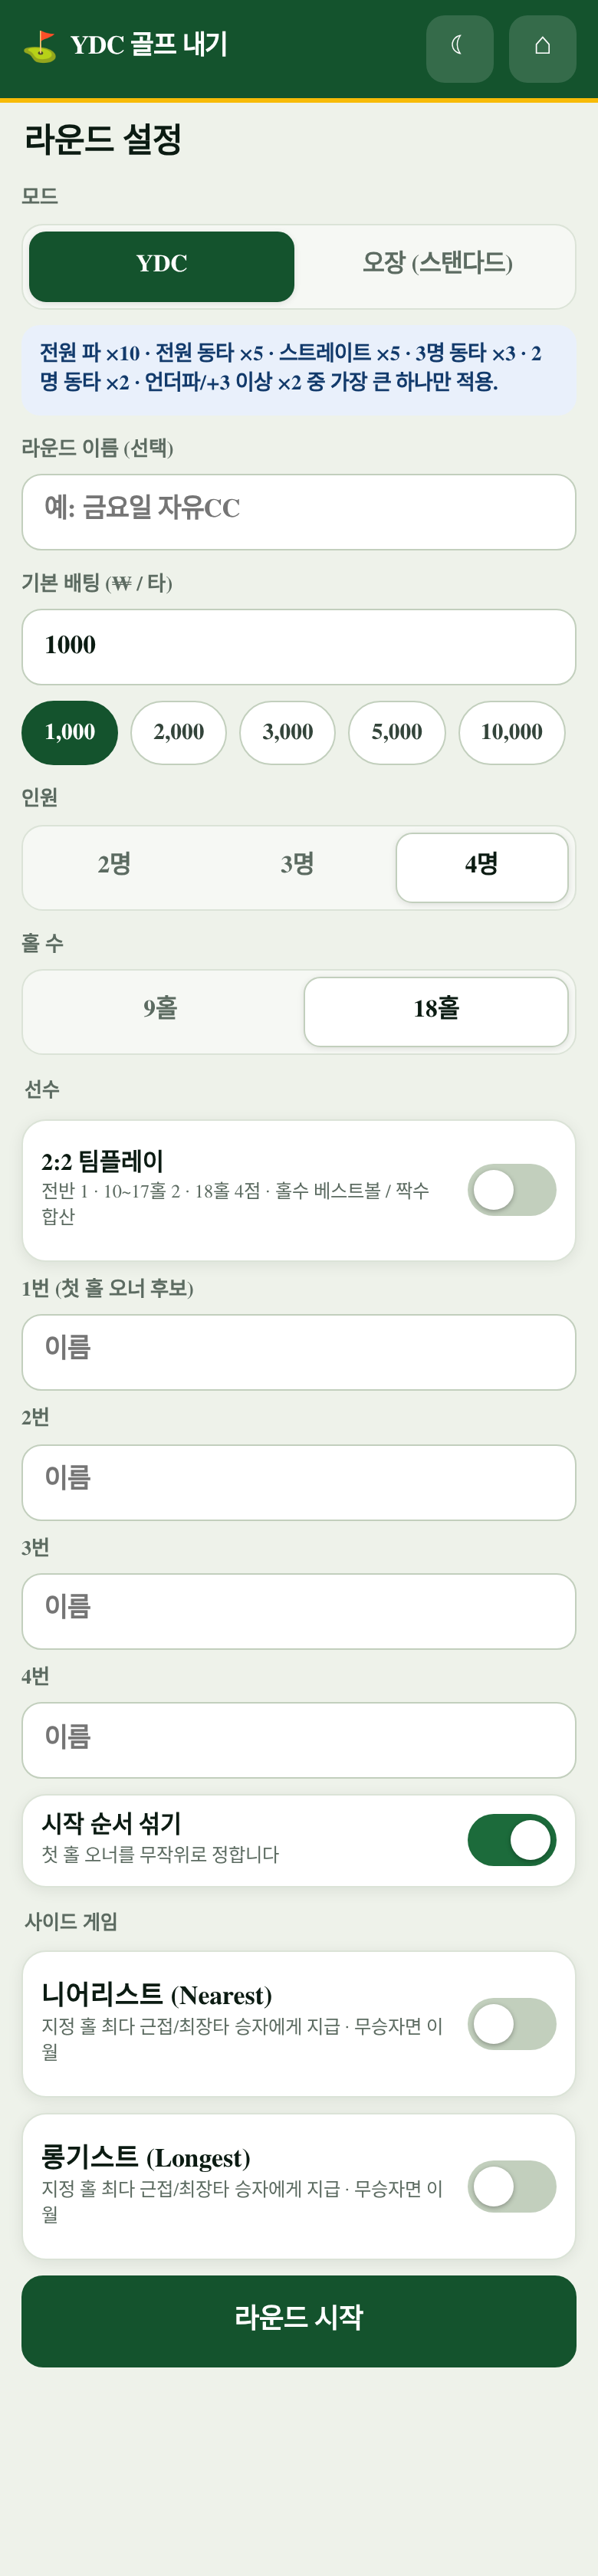 YDC 골프 내기
라운드 설정
모드
YDC
오장 (스탠다드)
전원 파 ×10 · 전원 동타 ×5 · 스트레이트 ×5 · 3명 동타 ×3 · 2
명 동타 ×2 · 언더파/+3 이상 ×2 중 가장 큰 하나만 적용.
라운드 이름 (선택)
예: 금요일 자유CC
기본 배팅 (₩ / 타)
1000
1,000
2,000
3,000
5,000
10,000
인원
2명
3명
4명
홀 수
9홀
18홀
선수
2:2 팀플레이
전반 1 · 10~17홀 2 · 18홀 4점 · 홀수 베스트볼 / 짝수
합산
1번 (첫 홀 오너 후보)
이름
2번
이름
3번
이름
4번
이름
시작 순서 섞기
첫 홀 오너를 무작위로 정합니다
사이드 게임
니어리스트 (Nearest)
지정 홀 최다 근접/최장타 승자에게 지급 · 무승자면 이
월
롱기스트 (Longest)
지정 홀 최다 근접/최장타 승자에게 지급 · 무승자면 이
월
라운드 시작